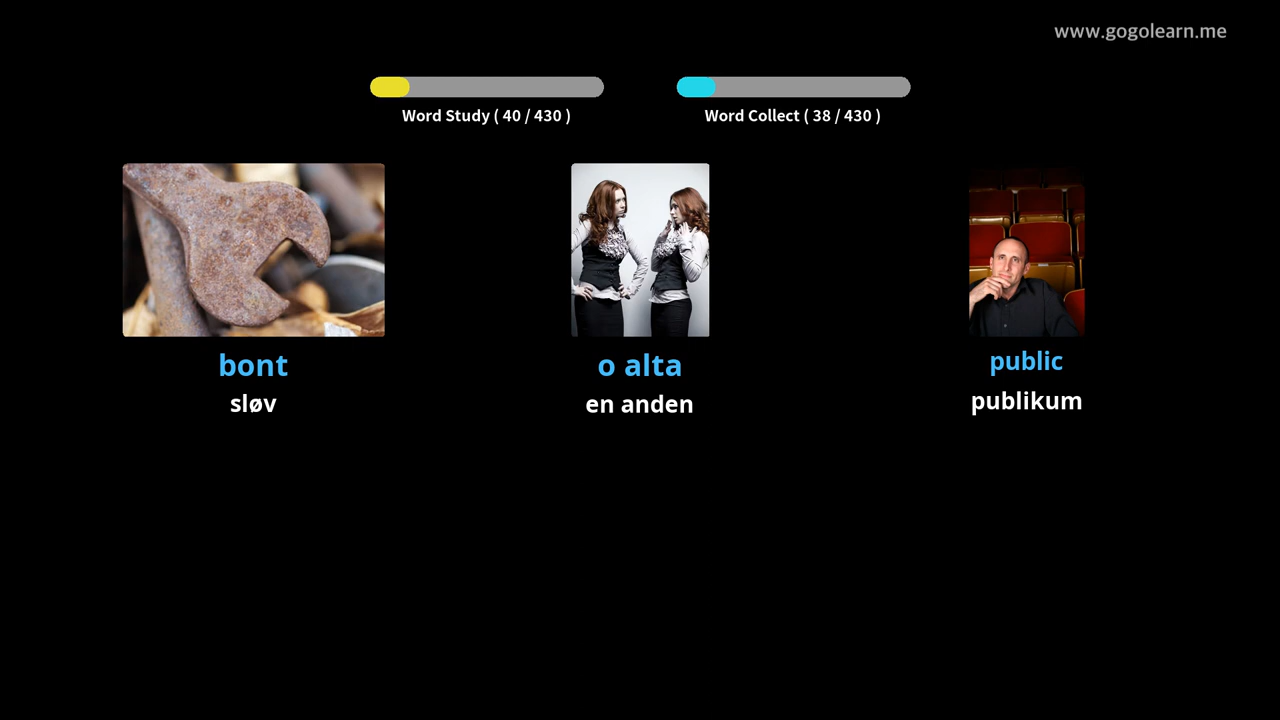 www.gogolearn.me
Word Study ( 40 / 430 )
Word Collect ( 38 / 430 )
bont
sløv
o alta
en anden
public
publikum